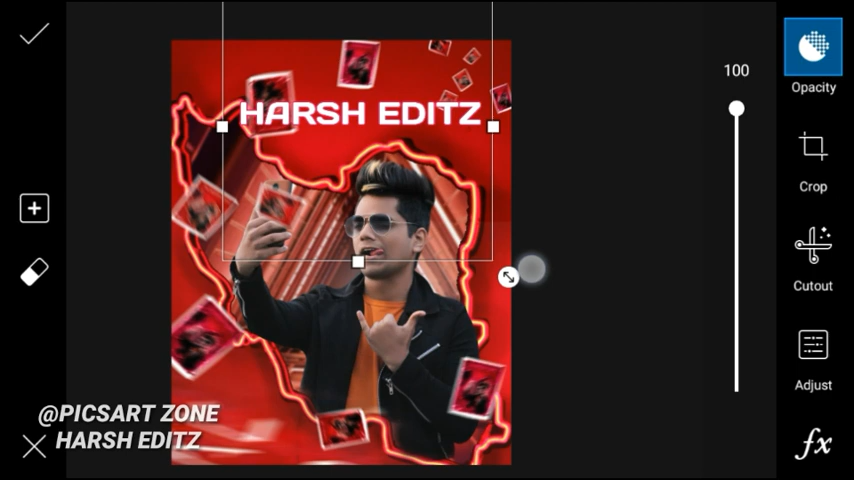 100
Opacity
HARSH EDITZ
Crop
Cutout
Adjust
@PICSART ZONE
HARSH EDITZ
fx